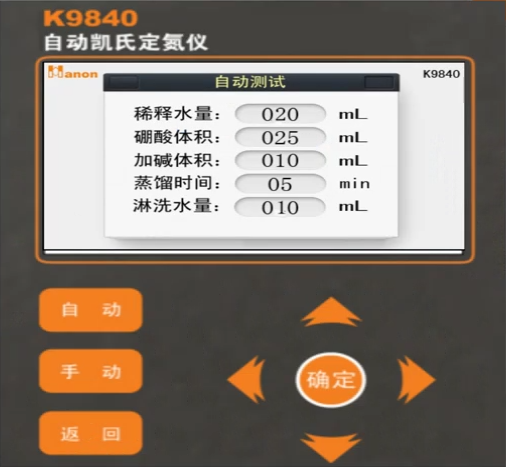 K9840
自动凯氏定氮仪
Hanon
K9840
自动测试
稀释水量： 020 mL
硼酸体积： 025 mL
加碱体积： 010 mL
蒸馏时间： 05 min
淋洗水量： 010 mL
自 动
手 动
确定
返 回